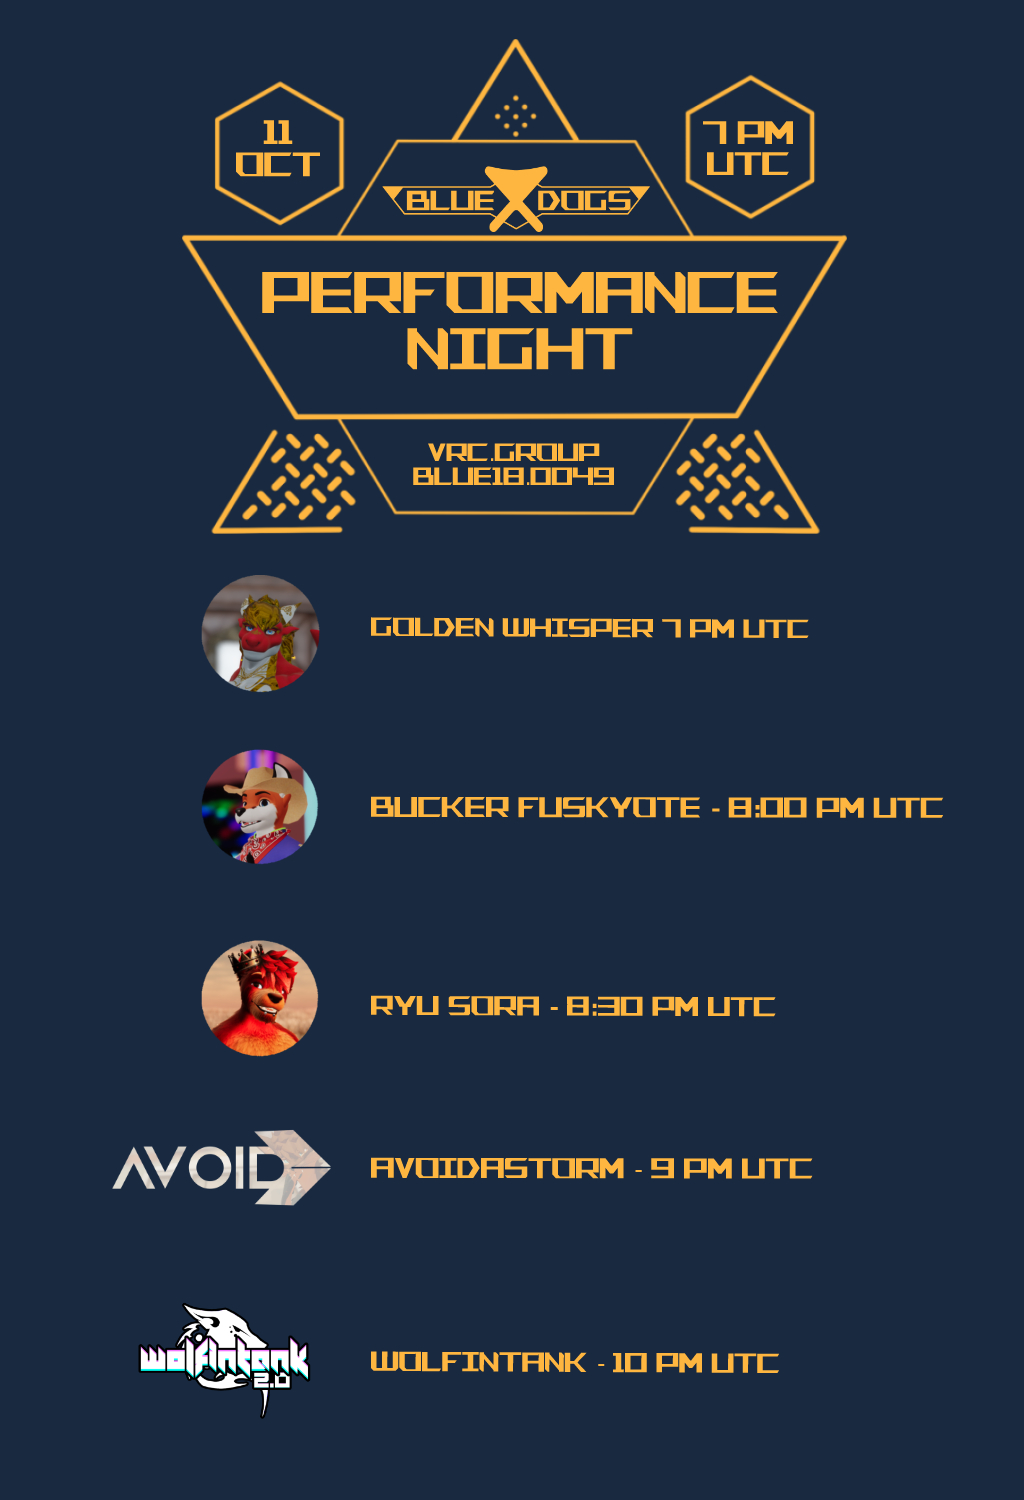 11
OCT
7 PM
UTC
BLUE DOGS
PERFORMANCE
NIGHT
VRC.GROUP
BLUE18.0049
GOLDEN WHISPER 7 PM UTC
BUCKER FUSKYOTE - 8:00 PM UTC
RYU SORA - 8:30 PM UTC
AVOID
AVOIDASTORM - 9 PM UTC
wolfintank
2.0
WOLFINTANK - 10 PM UTC